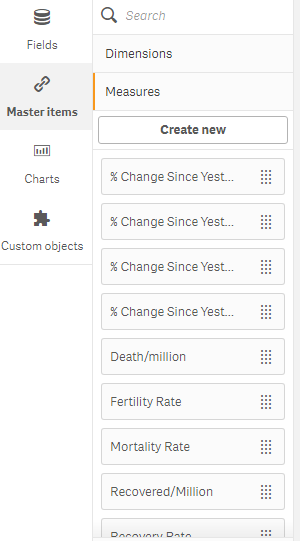 Fields
Master items
Charts
Custom objects
Search
Dimensions
Measures
Create new
% Change Since Yest...
% Change Since Yest...
% Change Since Yest...
% Change Since Yest...
Death/million
Fertility Rate
Mortality Rate
Recovered/Million
Recovery Rate